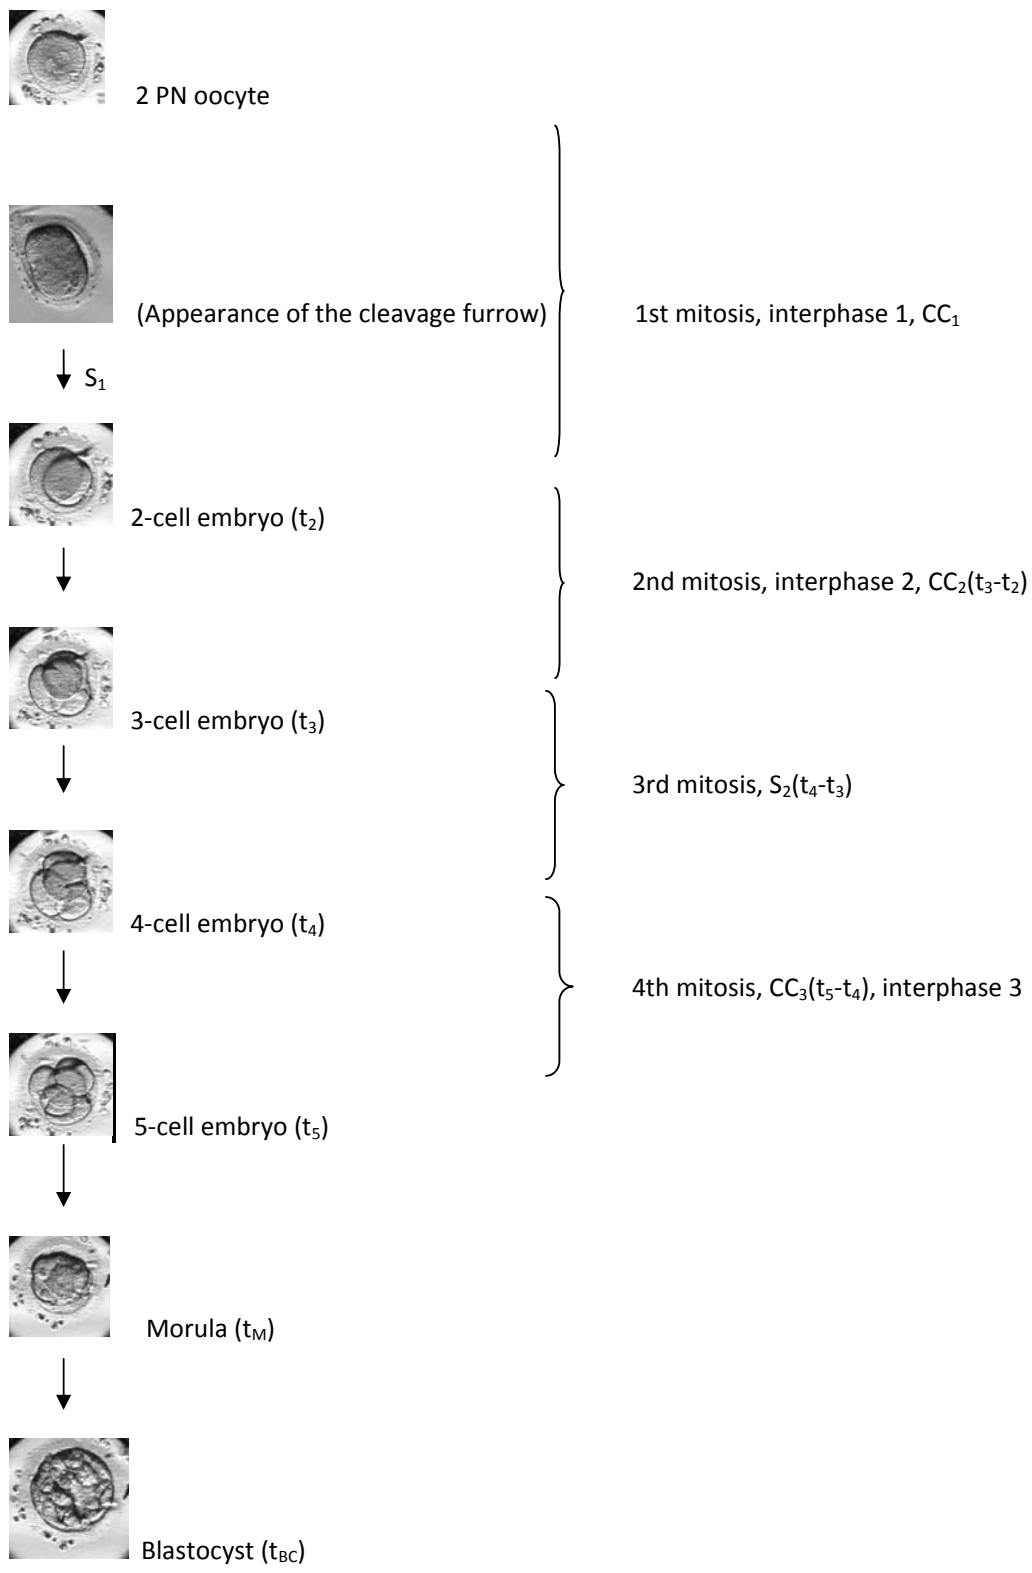 2 PN oocyte
(Appearance of the cleavage furrow)
1st mitosis, interphase 1, CC₁
S₁
2-cell embryo (t₂)
2nd mitosis, interphase 2, CC₂(t₃-t₂)
3-cell embryo (t₃)
3rd mitosis, S₂(t₄-t₃)
4-cell embryo (t₄)
4th mitosis, CC₃(t₅-t₄), interphase 3
5-cell embryo (t₅)
Morula (t_M)
Blastocyst (t_BC)